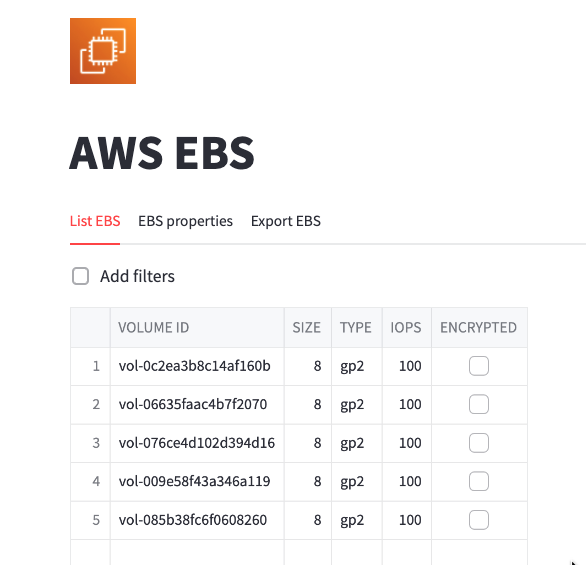 AWS EBS
List EBS EBS properties Export EBS
Add filters
VOLUME ID SIZE TYPE IOPS ENCRYPTED
1 vol-0c2ea3b8c14af160b 8 gp2 100
2 vol-06635faac4b7f2070 8 gp2 100
3 vol-076ce4d102d394d16 8 gp2 100
4 vol-009e58f43a346a119 8 gp2 100
5 vol-085b38fc6f0608260 8 gp2 100